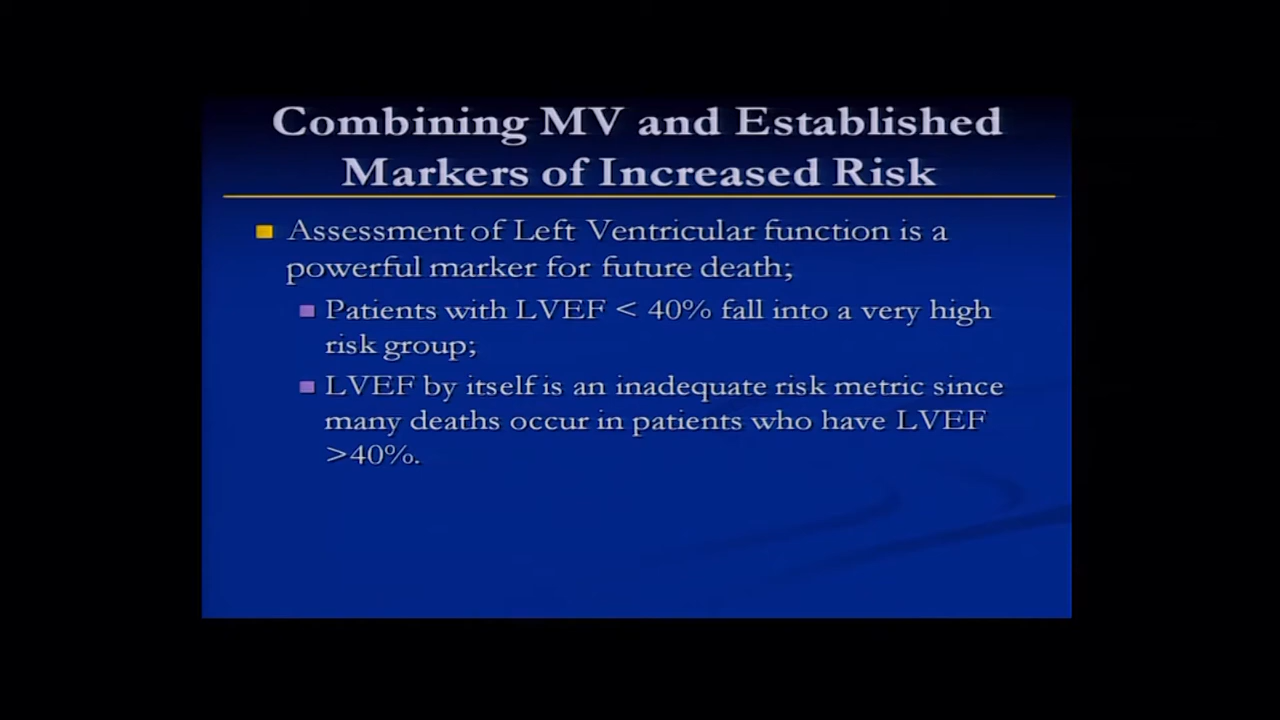 Combining MV and Established
Markers of Increased Risk
Assessment of Left Ventricular function is a
powerful marker for future death;
Patients with LVEF < 40% fall into a very high
risk group;
LVEF by itself is an inadequate risk metric since
many deaths occur in patients who have LVEF
>40%.